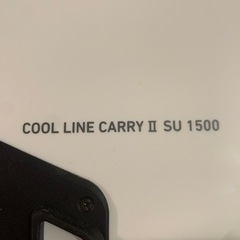 COOL LINE CARRY Ⅱ SU 1500